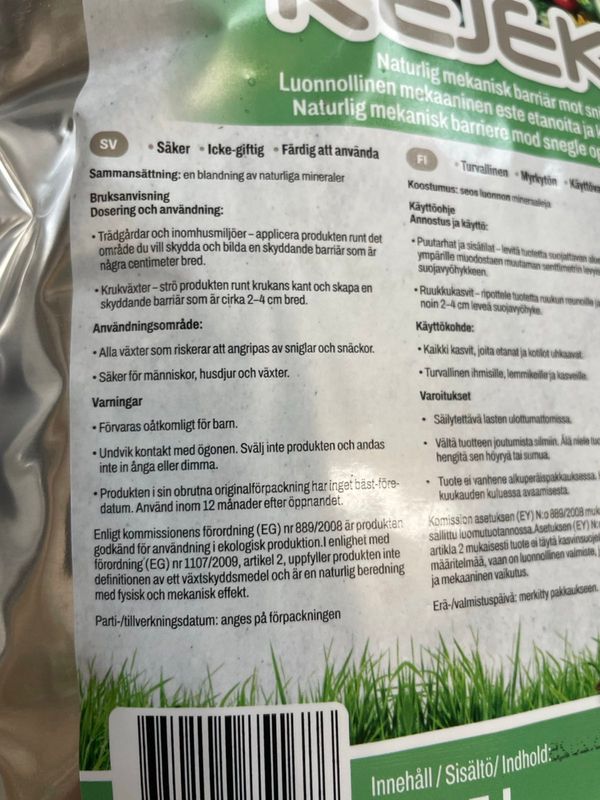 Naturlig mekanisk barriär mot
Luonnollinen mekaaninen este etanoita ja
Naturlig mekanisk barriere mod snegle
SV
• Säker • Icke-giftig • Färdig att använda
Sammansättning: en blandning av naturliga mineraler
Bruksanvisning
Dosering och användning:
• Trädgårdar och inomhusmiljöer – applicera produkten runt det
område du vill skydda och bilda en skyddande barriär som är
några centimeter bred.
• Krukväxter – strö produkten runt krukans kant och skapa en
skyddande barriär som är cirka 2–4 cm bred.
Användningsområde:
• Alla växter som riskerar att angripas av sniglar och snäckor.
• Säker för människor, husdjur och växter.
Varningar
• Förvaras oåtkomligt för barn.
• Undvik kontakt med ögonen. Svälj inte produkten och andas
inte in ånga eller dimma.
• Produkten i sin obrutna originalförpackning har inget bäst-före-
datum. Använd inom 12 månader efter öppnandet.
Enligt kommissionens förordning (EG) nr 889/2008 är produkten
godkänd för användning i ekologisk produktion.I enlighet med
förordning (EG) nr 1107/2009, artikel 2, uppfyller produkten inte
definitionen av ett växtskyddsmedel och är en naturlig beredning
med fysisk och mekanisk effekt.
Parti-/tillverkningsdatum: anges på förpackningen
FI
• Turvallinen • Myrkytön
Koostumus: seos luonnon mineraaleja
Käyttöohje
Annostus ja käyttö:
• Puutarhat ja sisätilat – levitä tuotetta suojattavan
ympärille muodostaen muutaman senttimetrin
suojavyöhykkeen.
• Ruukkukasvit – ripottele tuotetta ruukun reunoille
noin 2–4 cm leveä suojavyöhyke.
Käyttökohde:
• Kaikki kasvit, joita etanat ja kotilot uhkaavat.
• Turvallinen ihmisille, lemmikeille ja kasveille.
Varoitukset
• Säilytettävä lasten ulottumattomissa.
• Vältä tuotteen joutumista silmiin. Älä niele
hengitä sen höyryä tai sumua.
• Tuote ei vanhene alkuperäispakkauksessa.
kuukauden kuluessa avaamisesta.
Komission asetuksen (EY) N:o 889/2008
sallittu luomutuotannossa.Asetuksen (EY)
artikla 2 mukaisesti tuote ei täytä
määritelmää, vaan on luonnollinen valmiste,
ja mekaaninen vaikutus.
Erä-/valmistuspäivä: merkitty pakkaukseen.
Innehåll / Sisältö/ Indhold: